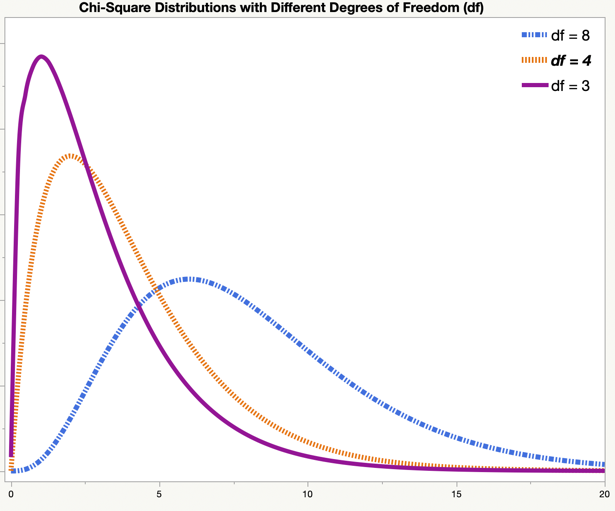 Chi-Square Distributions with Different Degrees of Freedom (df)
df = 8
df = 4
df = 3
0 5 10 15 20